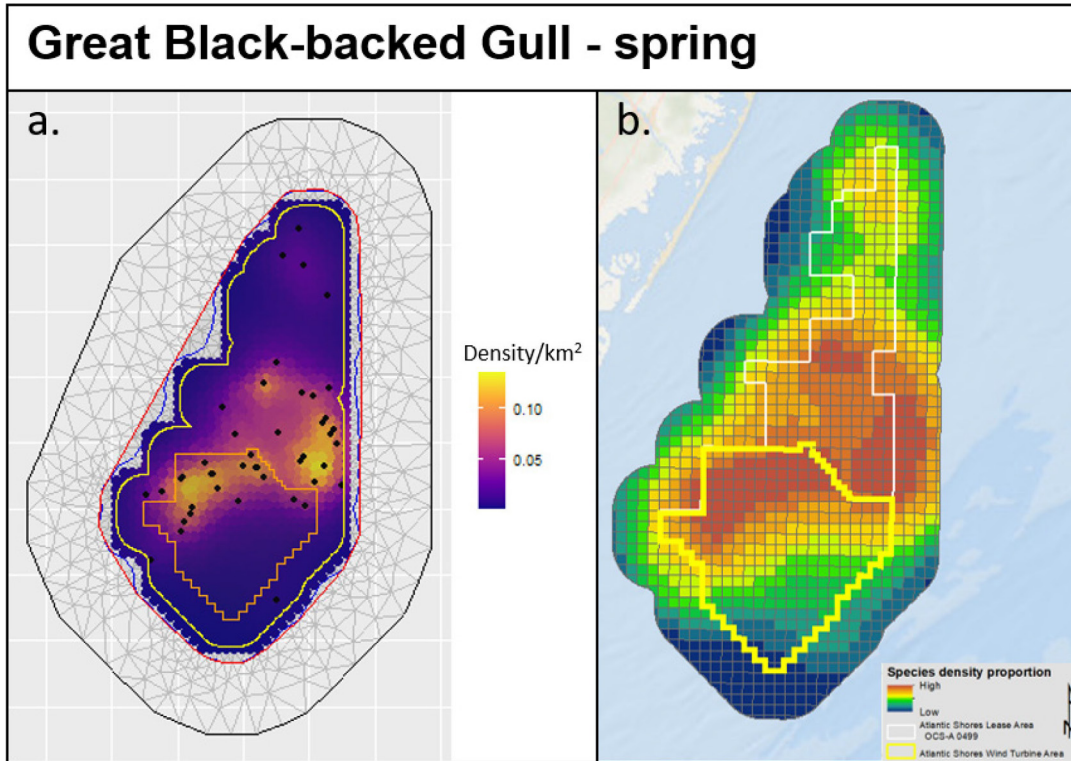 Great Black-backed Gull - spring
a.
b.
Density/km²
0.10
0.05
Species density proportion
High
Low
Atlantic Shores Lease Area
OCS-A 0499
Atlantic Shores Wind Turbine Area
N